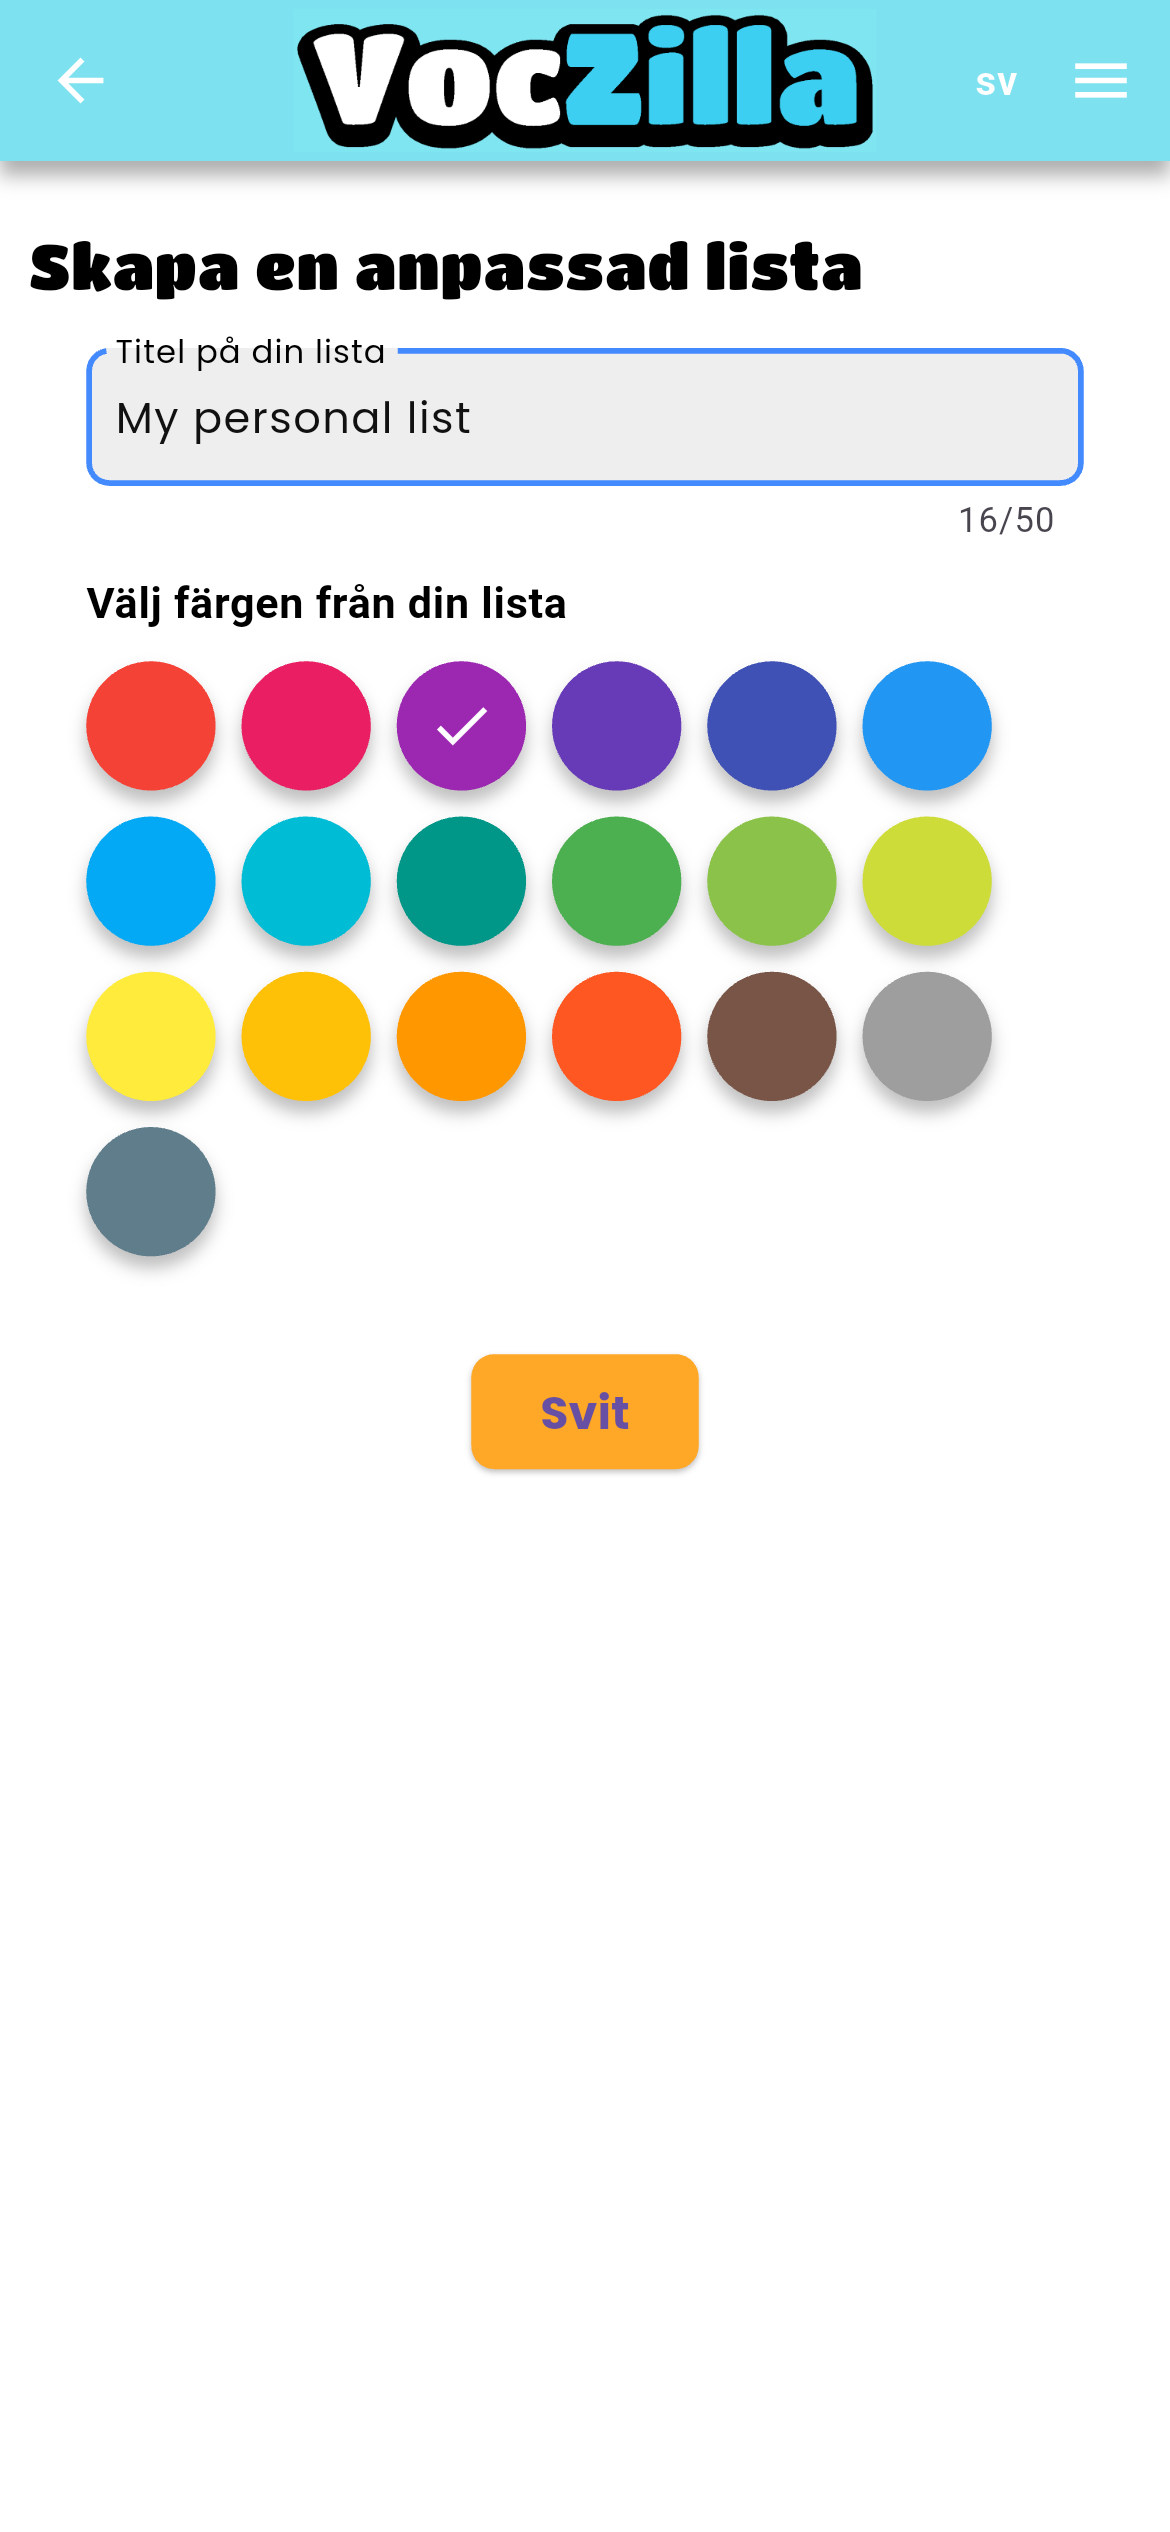 VocZilla
sv
Skapa en anpassad lista
Titel på din lista
My personal list
16/50
Välj färgen från din lista
Svit